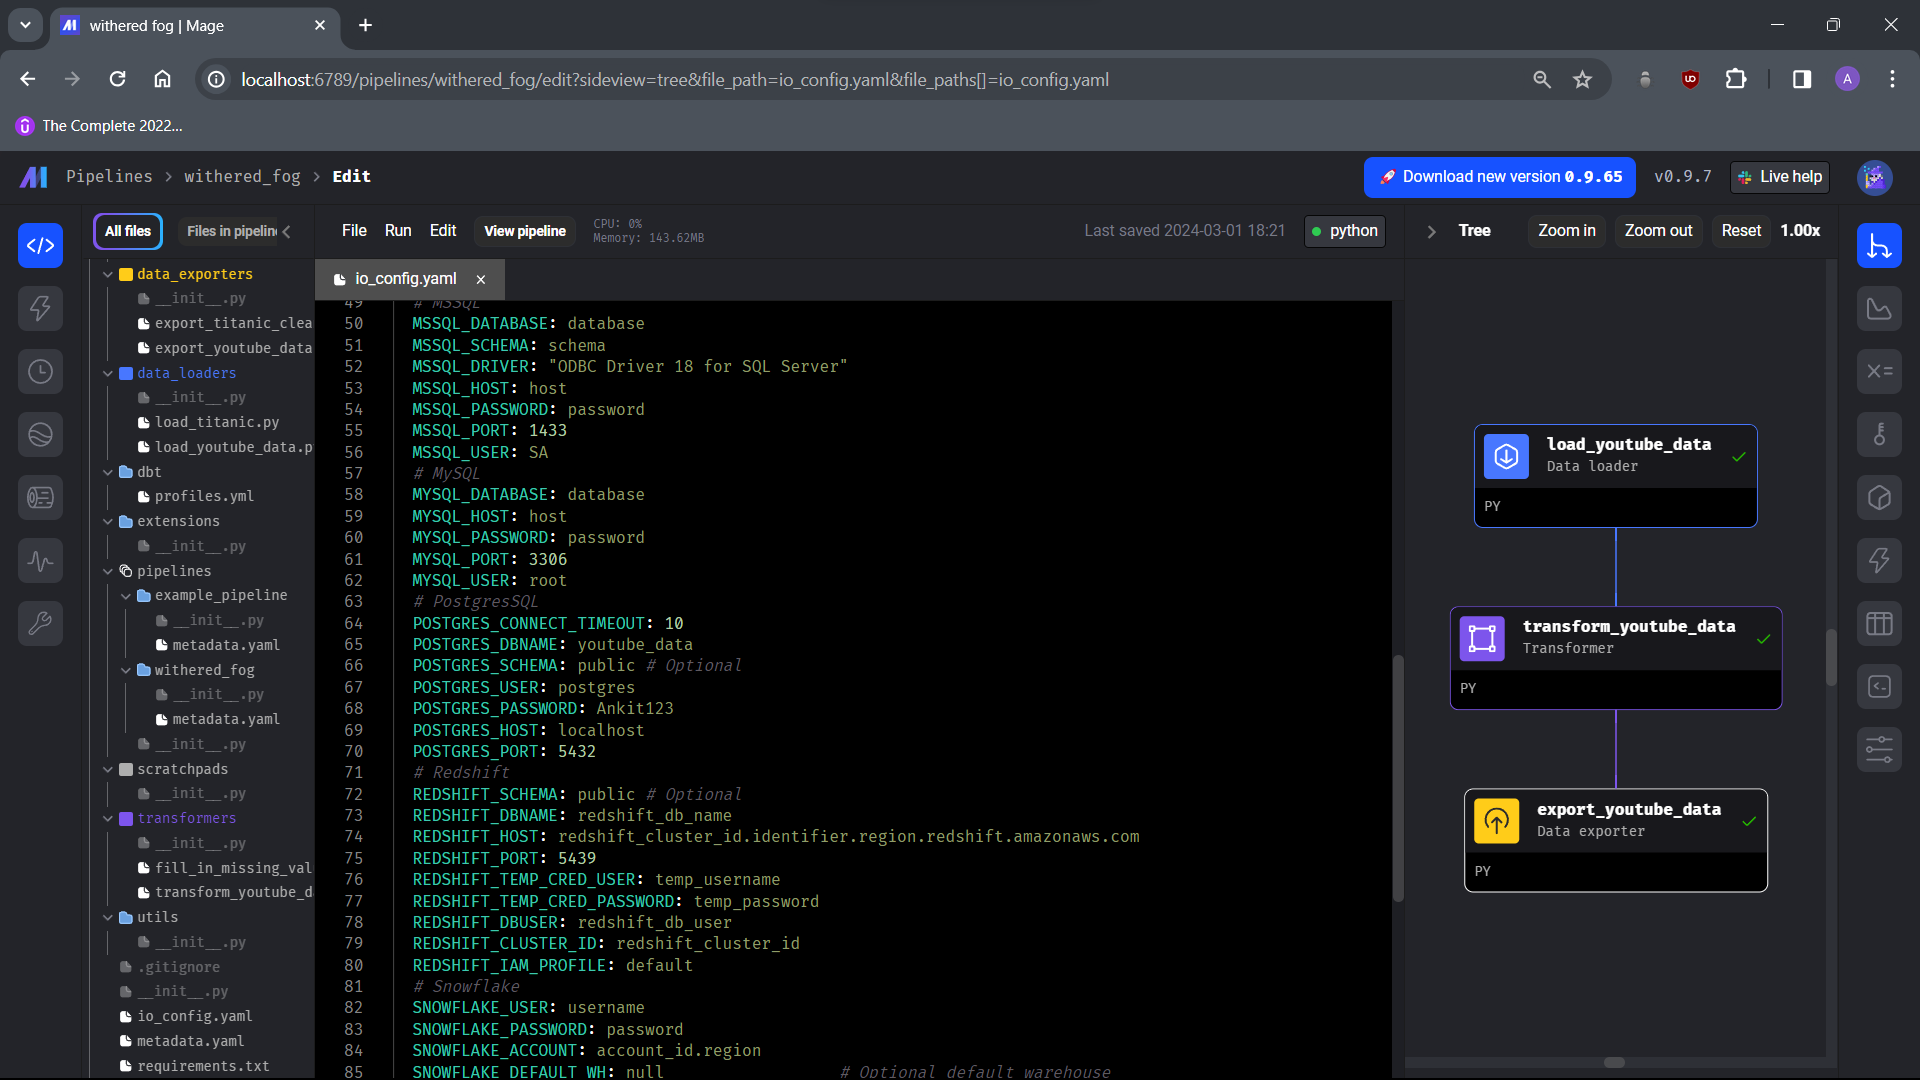 withered fog | Mage
localhost:6789/pipelines/withered_fog/edit?sideview=tree&file_path=io_config.yaml&file_paths[]=io_config.yaml
A
The Complete 2022...
Pipelines > withered_fog > Edit
Download new version 0.9.65
v0.9.7
Live help
All files
Files in pipelin
File Run Edit
View pipeline
CPU: 0%
Memory: 143.62MB
Last saved 2024-03-01 18:21
python
Tree
Zoom in
Zoom out
Reset
1.00x
data_exporters
__init__.py
export_titanic_clea
export_youtube_data
data_loaders
__init__.py
load_titanic.py
load_youtube_data.p
dbt
profiles.yml
extensions
__init__.py
pipelines
example_pipeline
__init__.py
metadata.yaml
withered_fog
__init__.py
metadata.yaml
__init__.py
scratchpads
__init__.py
transformers
__init__.py
fill_in_missing_val
transform_youtube_d
utils
__init__.py
.gitignore
__init__.py
io_config.yaml
metadata.yaml
requirements.txt
io_config.yaml
49 # MSSQL
50 MSSQL_DATABASE: database
51 MSSQL_SCHEMA: schema
52 MSSQL_DRIVER: "ODBC Driver 18 for SQL Server"
53 MSSQL_HOST: host
54 MSSQL_PASSWORD: password
55 MSSQL_PORT: 1433
56 MSSQL_USER: SA
57 # MySQL
58 MYSQL_DATABASE: database
59 MYSQL_HOST: host
60 MYSQL_PASSWORD: password
61 MYSQL_PORT: 3306
62 MYSQL_USER: root
63 # PostgresSQL
64 POSTGRES_CONNECT_TIMEOUT: 10
65 POSTGRES_DBNAME: youtube_data
66 POSTGRES_SCHEMA: public # Optional
67 POSTGRES_USER: postgres
68 POSTGRES_PASSWORD: Ankit123
69 POSTGRES_HOST: localhost
70 POSTGRES_PORT: 5432
71 # Redshift
72 REDSHIFT_SCHEMA: public # Optional
73 REDSHIFT_DBNAME: redshift_db_name
74 REDSHIFT_HOST: redshift_cluster_id.identifier.region.redshift.amazonaws.com
75 REDSHIFT_PORT: 5439
76 REDSHIFT_TEMP_CRED_USER: temp_username
77 REDSHIFT_TEMP_CRED_PASSWORD: temp_password
78 REDSHIFT_DBUSER: redshift_db_user
79 REDSHIFT_CLUSTER_ID: redshift_cluster_id
80 REDSHIFT_IAM_PROFILE: default
81 # Snowflake
82 SNOWFLAKE_USER: username
83 SNOWFLAKE_PASSWORD: password
84 SNOWFLAKE_ACCOUNT: account_id.region
85 SNOWFLAKE_DEFAULT_WH: null # Optional default warehouse
load_youtube_data
Data loader
PY
transform_youtube_data
Transformer
PY
export_youtube_data
Data exporter
PY